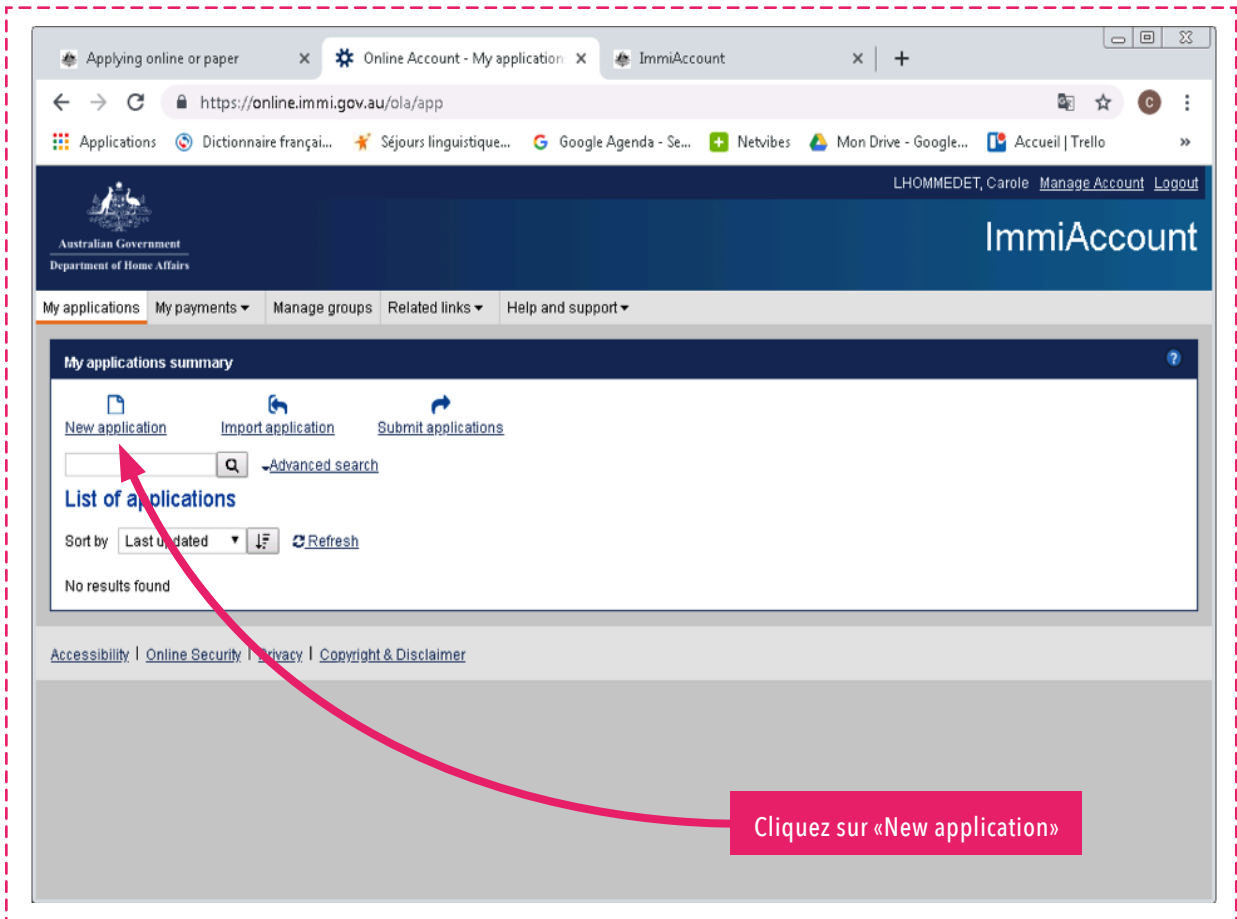 Applying online or paper Online Account - My application ImmiAccount
https://online.immi.gov.au/ola/app C
Applications Dictionnaire françai... Séjours linguistique... Google Agenda - Se... Netvibes Mon Drive - Google... Accueil | Trello »
LHOMMEDET, Carole Manage Account Logout
ImmiAccount
Australian Government
Department of Home Affairs
My applications My payments Manage groups Related links Help and support
My applications summary ?
New application Import application Submit applications
Advanced search
List of applications
Sort by Last updated Refresh
No results found
Accessibility | Online Security | Privacy | Copyright & Disclaimer
Cliquez sur «New application»